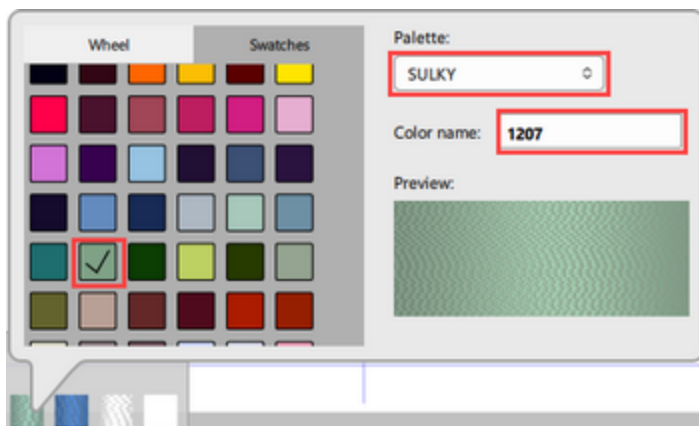 Wheel
Swatches
Palette:
SULKY
Color name:
1207
Preview: